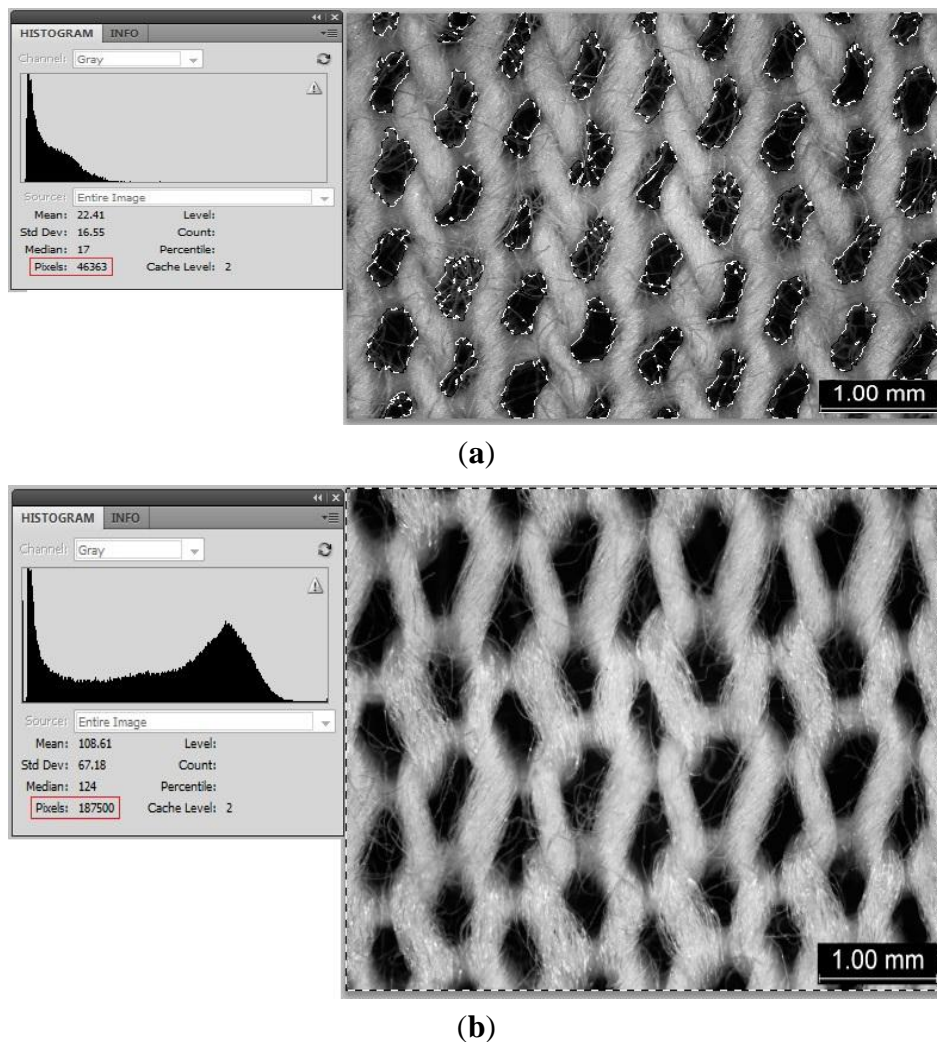 HISTOGRAM INFO
Channel: Gray
Source: Entire Image
Mean: 22.41 Level:
Std Dev: 16.55 Count:
Median: 17 Percentile:
Pixels: 46363 Cache Level: 2
1.00 mm
(a)
HISTOGRAM INFO
Channel: Gray
Source: Entire Image
Mean: 108.61 Level:
Std Dev: 67.18 Count:
Median: 124 Percentile:
Pixels: 187500 Cache Level: 2
1.00 mm
(b)